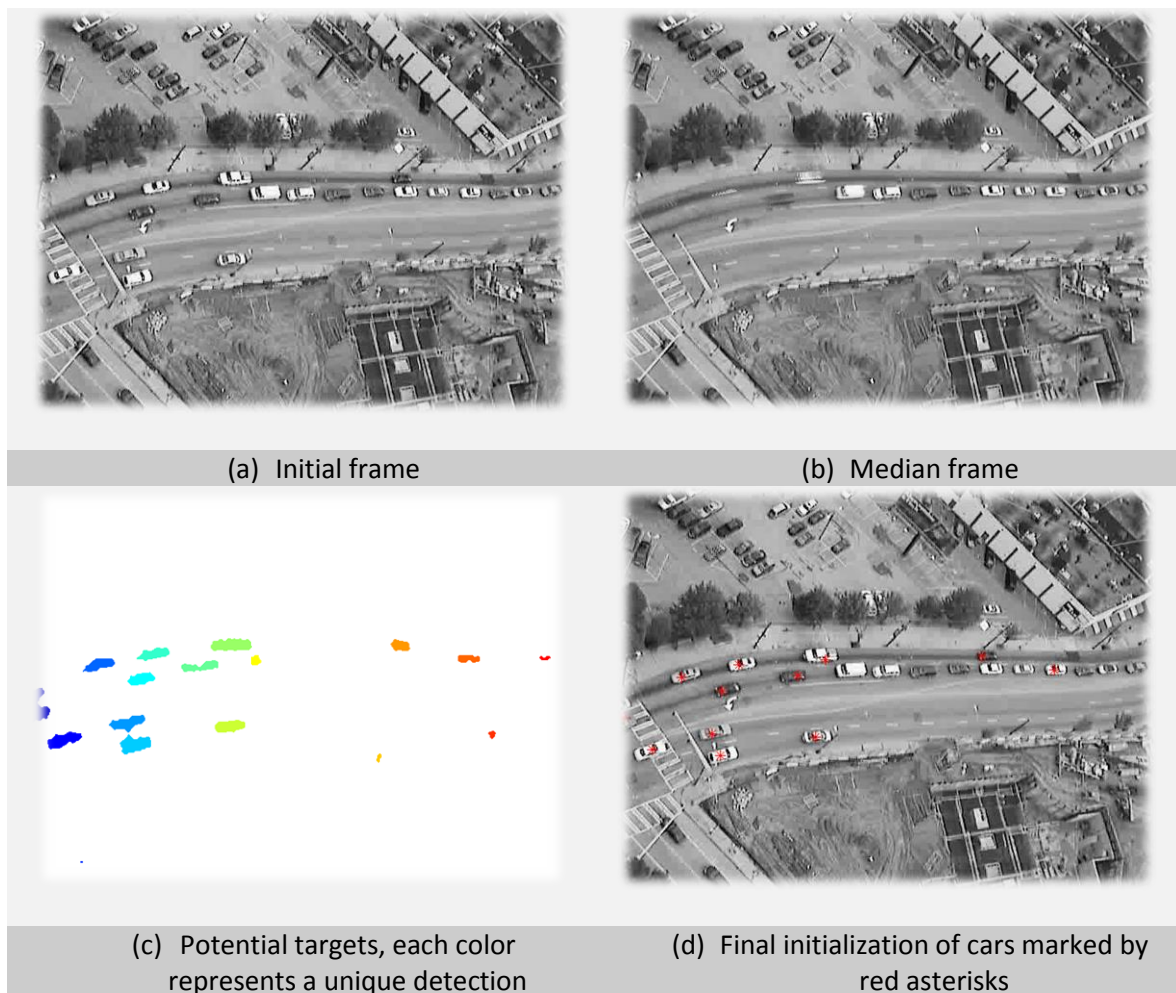 (a) Initial frame
(b) Median frame
(c) Potential targets, each color
represents a unique detection
(d) Final initialization of cars marked by
red asterisks